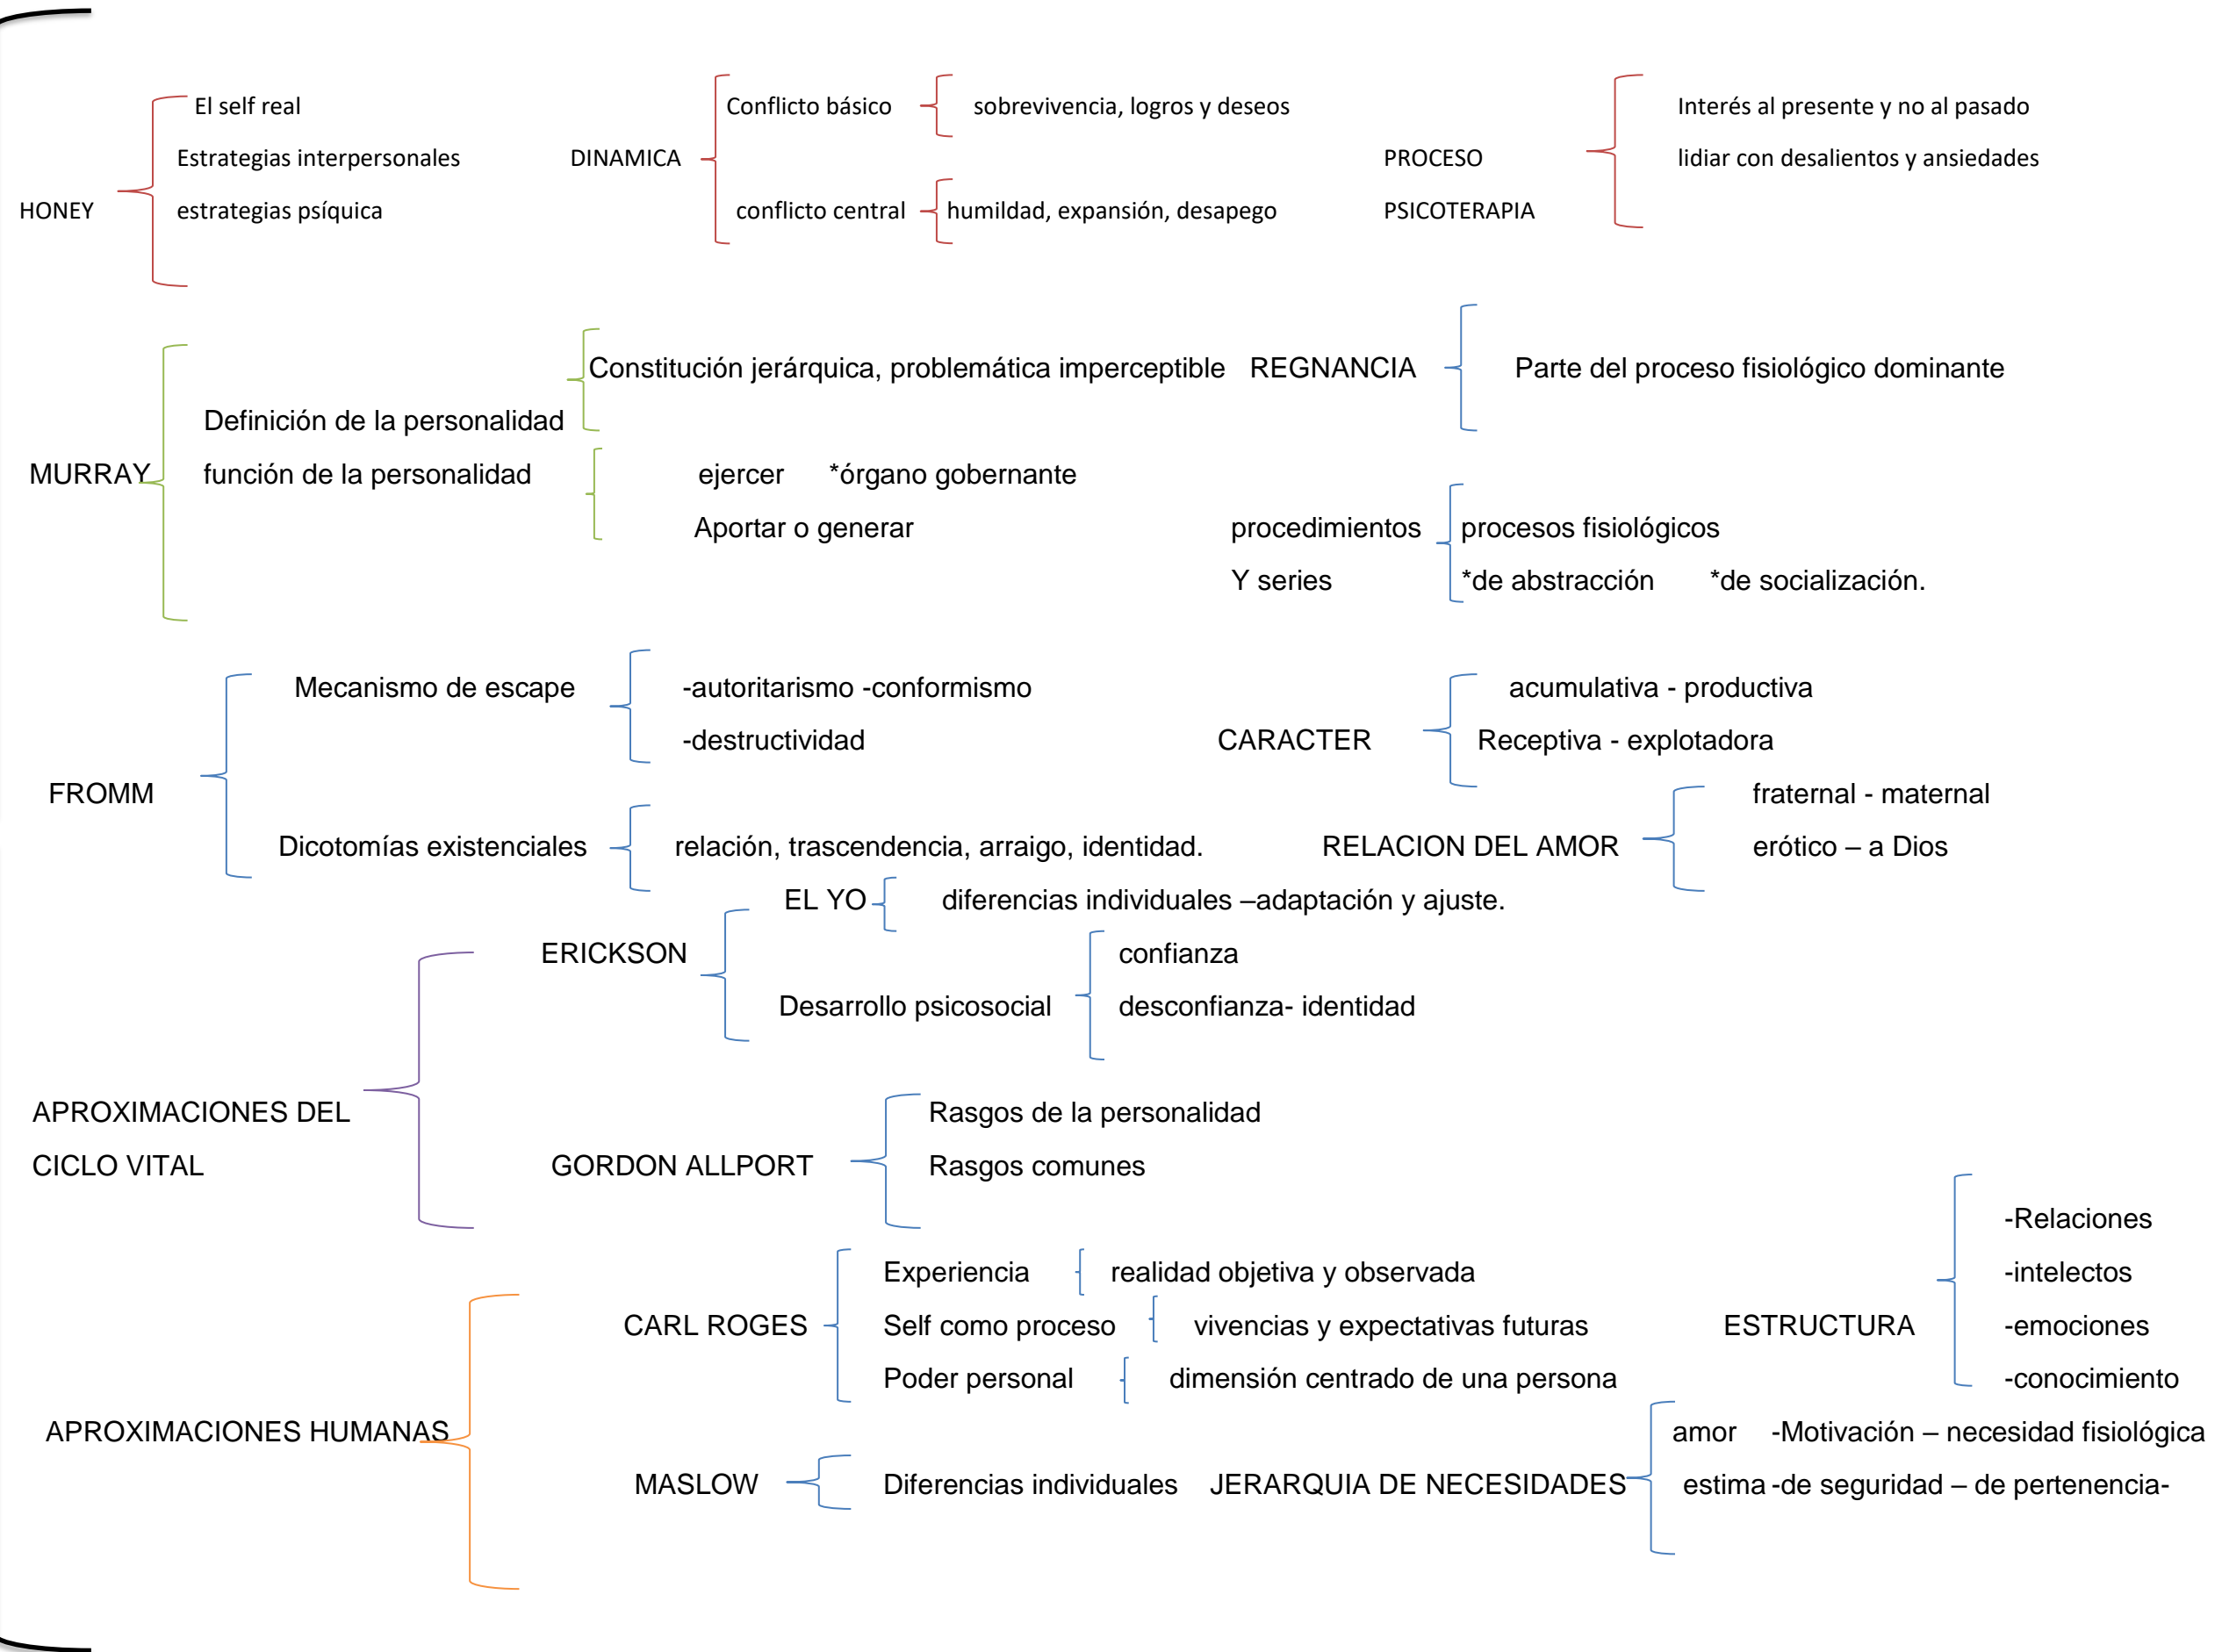 El self real Conflicto básico sobrevivencia, logros y deseos Interés al presente y no al pasado
Estrategias interpersonales DINAMICA PROCESO lidiar con desalientos y ansiedades
HONEY estrategias psíquica conflicto central humildad, expansión, desapego PSICOTERAPIA
Constitución jerárquica, problemática imperceptible REGNANCIA Parte del proceso fisiológico dominante
Definición de la personalidad
MURRAY función de la personalidad ejercer *órgano gobernante
Aportar o generar procedimientos procesos fisiológicos
Y series *de abstracción *de socialización.
Mecanismo de escape -autoritarismo -conformismo acumulativa - productiva
-destructividad CARACTER Receptiva - explotadora
FROMM fraternal - maternal
Dicotomías existenciales relación, trascendencia, arraigo, identidad. RELACION DEL AMOR erótico – a Dios
EL YO diferencias individuales –adaptación y ajuste.
ERICKSON confianza
Desarrollo psicosocial desconfianza- identidad
APROXIMACIONES DEL Rasgos de la personalidad
CICLO VITAL GORDON ALLPORT Rasgos comunes
-Relaciones
Experiencia realidad objetiva y observada -intelectos
CARL ROGES Self como proceso vivencias y expectativas futuras ESTRUCTURA -emociones
Poder personal dimensión centrado de una persona -conocimiento
APROXIMACIONES HUMANAS amor -Motivación – necesidad fisiológica
MASLOW Diferencias individuales JERARQUIA DE NECESIDADES estima -de seguridad – de pertenencia-